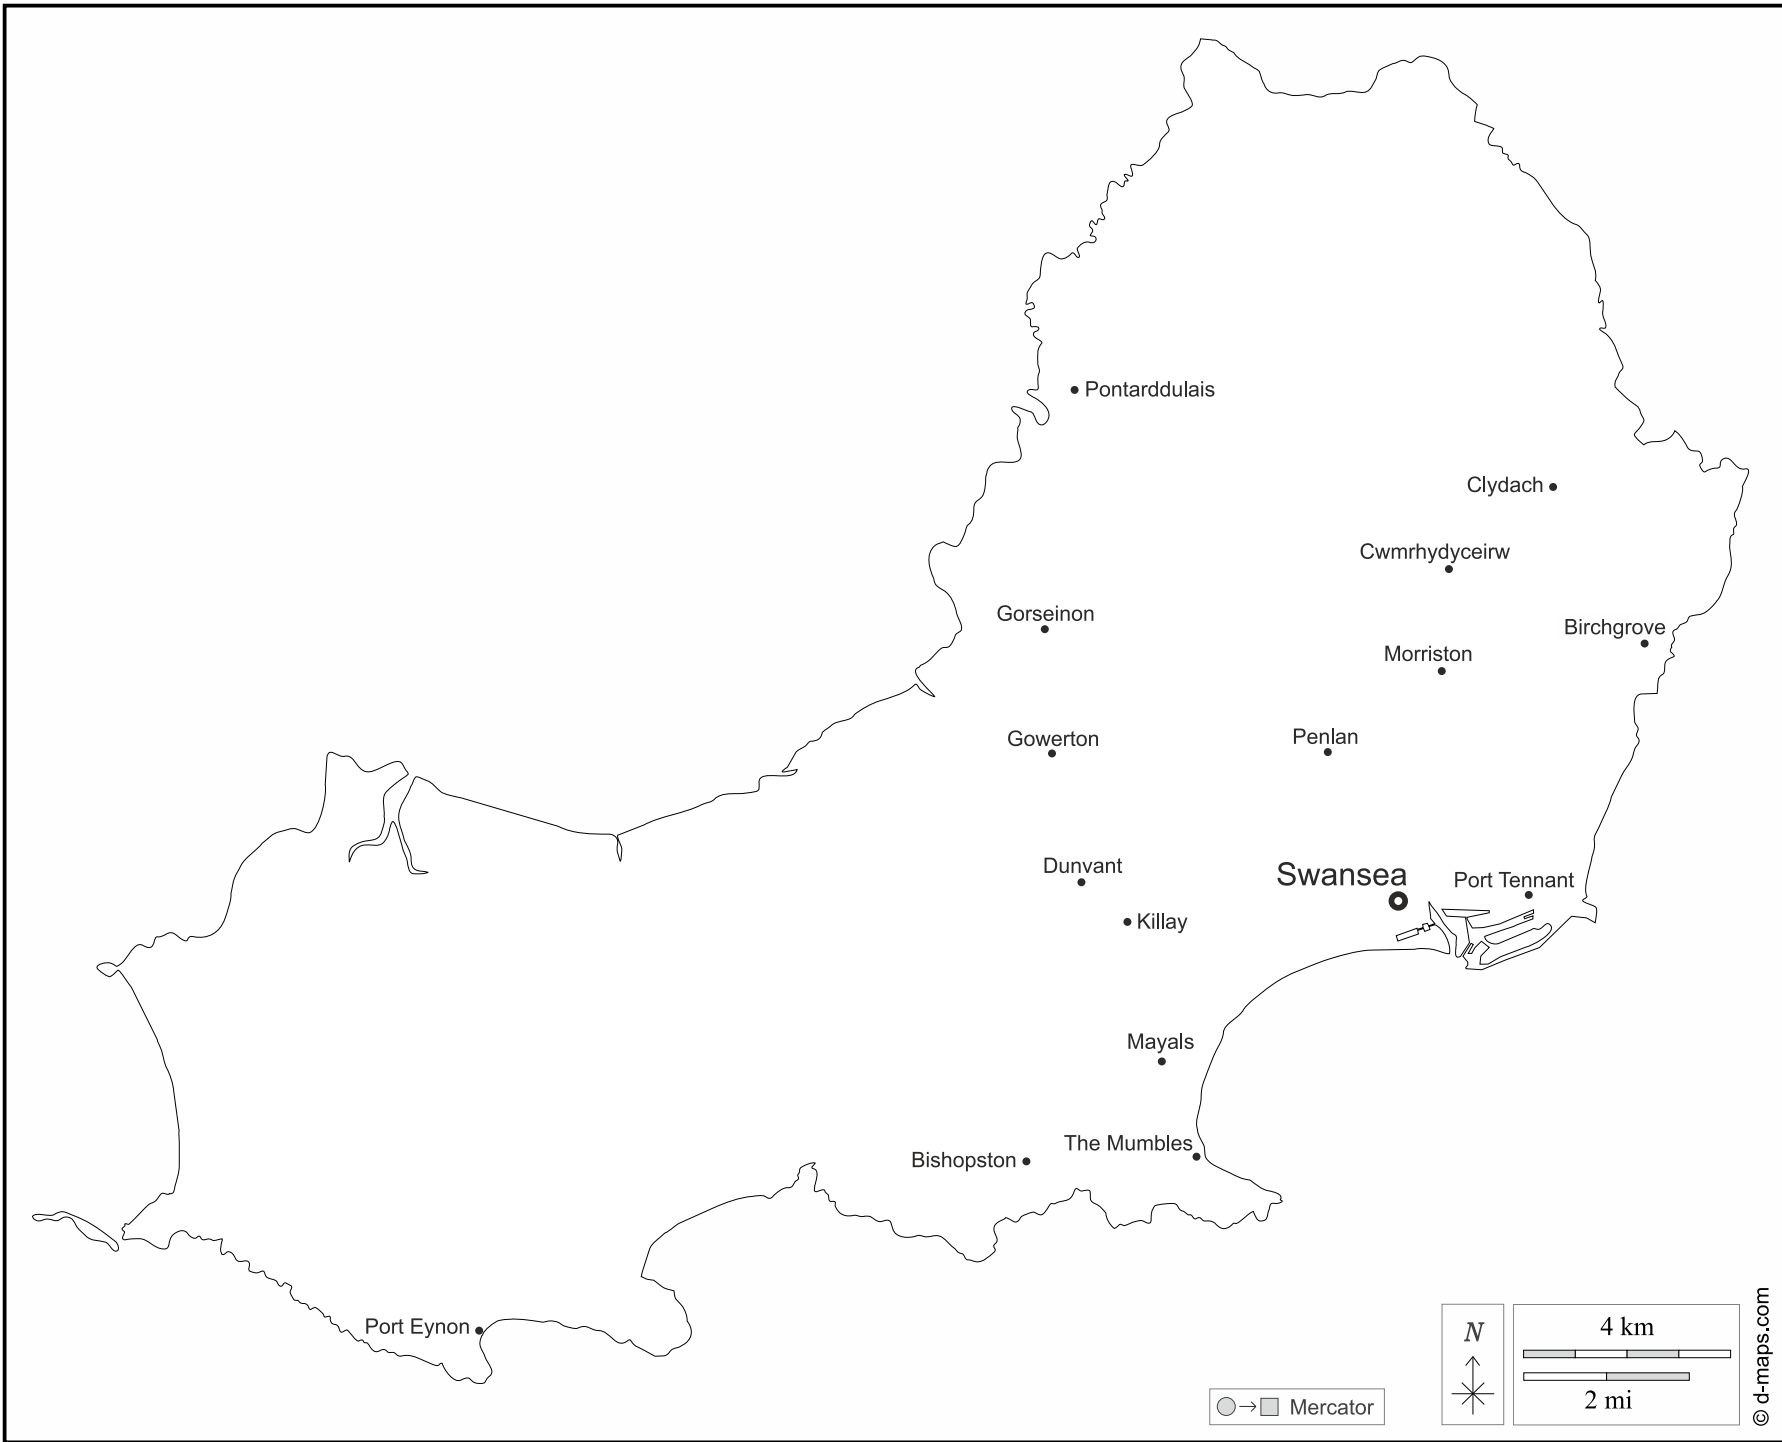 Pontarddulais
Clydach
Cwmrhydyceirw
Gorseinon
Birchgrove
Morriston
Gowerton
Penlan
Dunvant
Swansea
Port Tennant
Killay
Mayals
The Mumbles
Bishopston
Port Eynon
N
4 km
2 mi
Mercator
© d-maps.com